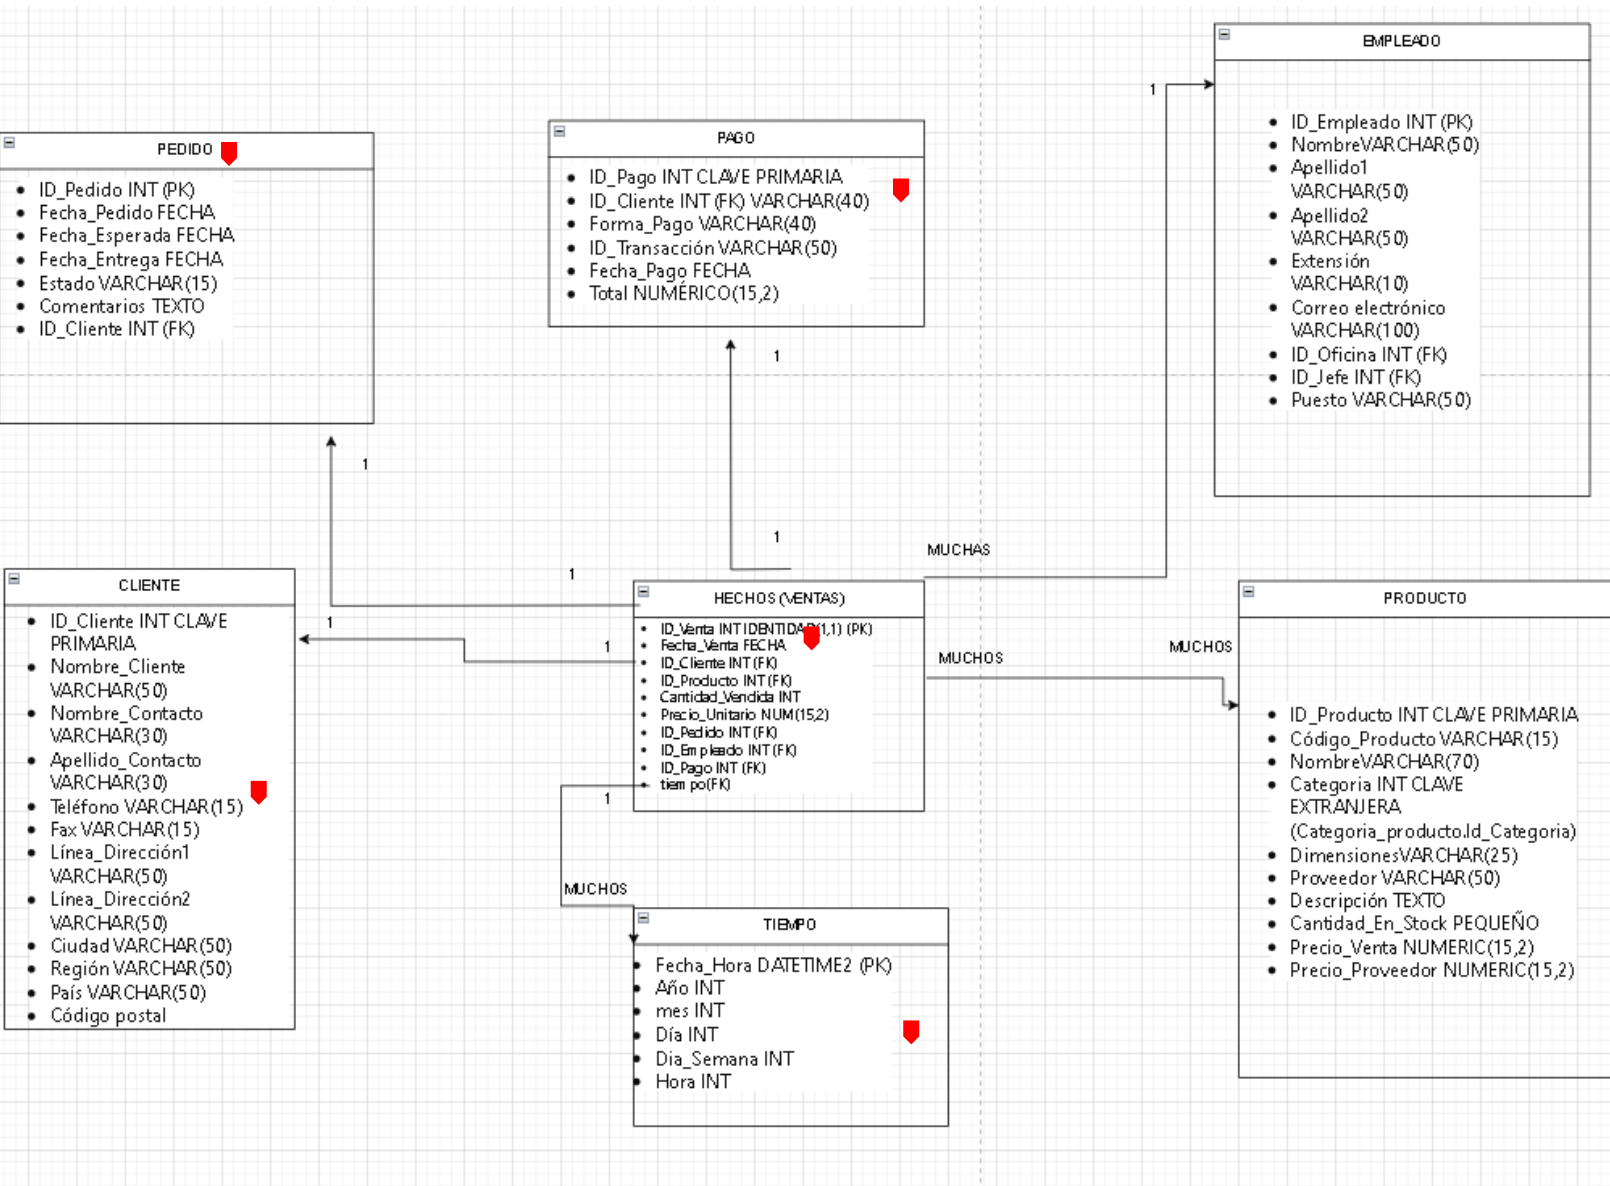 PEDIDO
ID_Pedido INT (PK)
Fecha_Pedido FECHA
Fecha_Esperada FECHA
Fecha_Entrega FECHA
Estado VARCHAR(15)
Comentarios TEXTO
ID_Cliente INT (FK)
PAGO
ID_Pago INT CLAVE PRIMARIA
ID_Cliente INT (FK) VARCHAR(40)
Forma_Pago VARCHAR(40)
ID_Transacción VARCHAR(50)
Fecha_Pago FECHA
Total NUMÉRICO(15,2)
EMPLEADO
ID_Empleado INT (PK)
NombreVARCHAR(50)
Apellido1
VARCHAR(50)
Apellido2
VARCHAR(50)
Extensión
VARCHAR(10)
Correo electrónico
VARCHAR(100)
ID_Oficina INT (FK)
ID_Jefe INT (FK)
Puesto VARCHAR(50)
1
1
1
1
1
MUCHAS
1
1
1
MUCHOS
MUCHOS
1
MUCHOS
CLIENTE
ID_Cliente INT CLAVE
PRIMARIA
Nombre_Cliente
VARCHAR(50)
Nombre_Contacto
VARCHAR(30)
Apellido_Contacto
VARCHAR(30)
Teléfono VARCHAR(15)
Fax VARCHAR(15)
Línea_Dirección1
VARCHAR(50)
Línea_Dirección2
VARCHAR(50)
Ciudad VARCHAR(50)
Región VARCHAR(50)
País VARCHAR(50)
Código postal
HECHOS (VENTAS)
ID_Venta INT IDENTIDAD(1,1) (PK)
Fecha_Venta FECHA
ID_Cliente INT (FK)
ID_Producto INT (FK)
Cantidad_Vendida INT
Precio_Unitario NUM(15,2)
ID_Pedido INT (FK)
ID_Empleado INT (FK)
ID_Pago INT (FK)
tiempo(FK)
PRODUCTO
ID_Producto INT CLAVE PRIMARIA
Código_Producto VARCHAR(15)
NombreVARCHAR(70)
Categoria INT CLAVE
EXTRANJERA
(Categoria_producto.Id_Categoria)
DimensionesVARCHAR(25)
Proveedor VARCHAR(50)
Descripción TEXTO
Cantidad_En_Stock PEQUEÑO
Precio_Venta NUMERIC(15,2)
Precio_Proveedor NUMERIC(15,2)
TIEMPO
Fecha_Hora DATETIME2 (PK)
Año INT
mes INT
Día INT
Dia_Semana INT
Hora INT